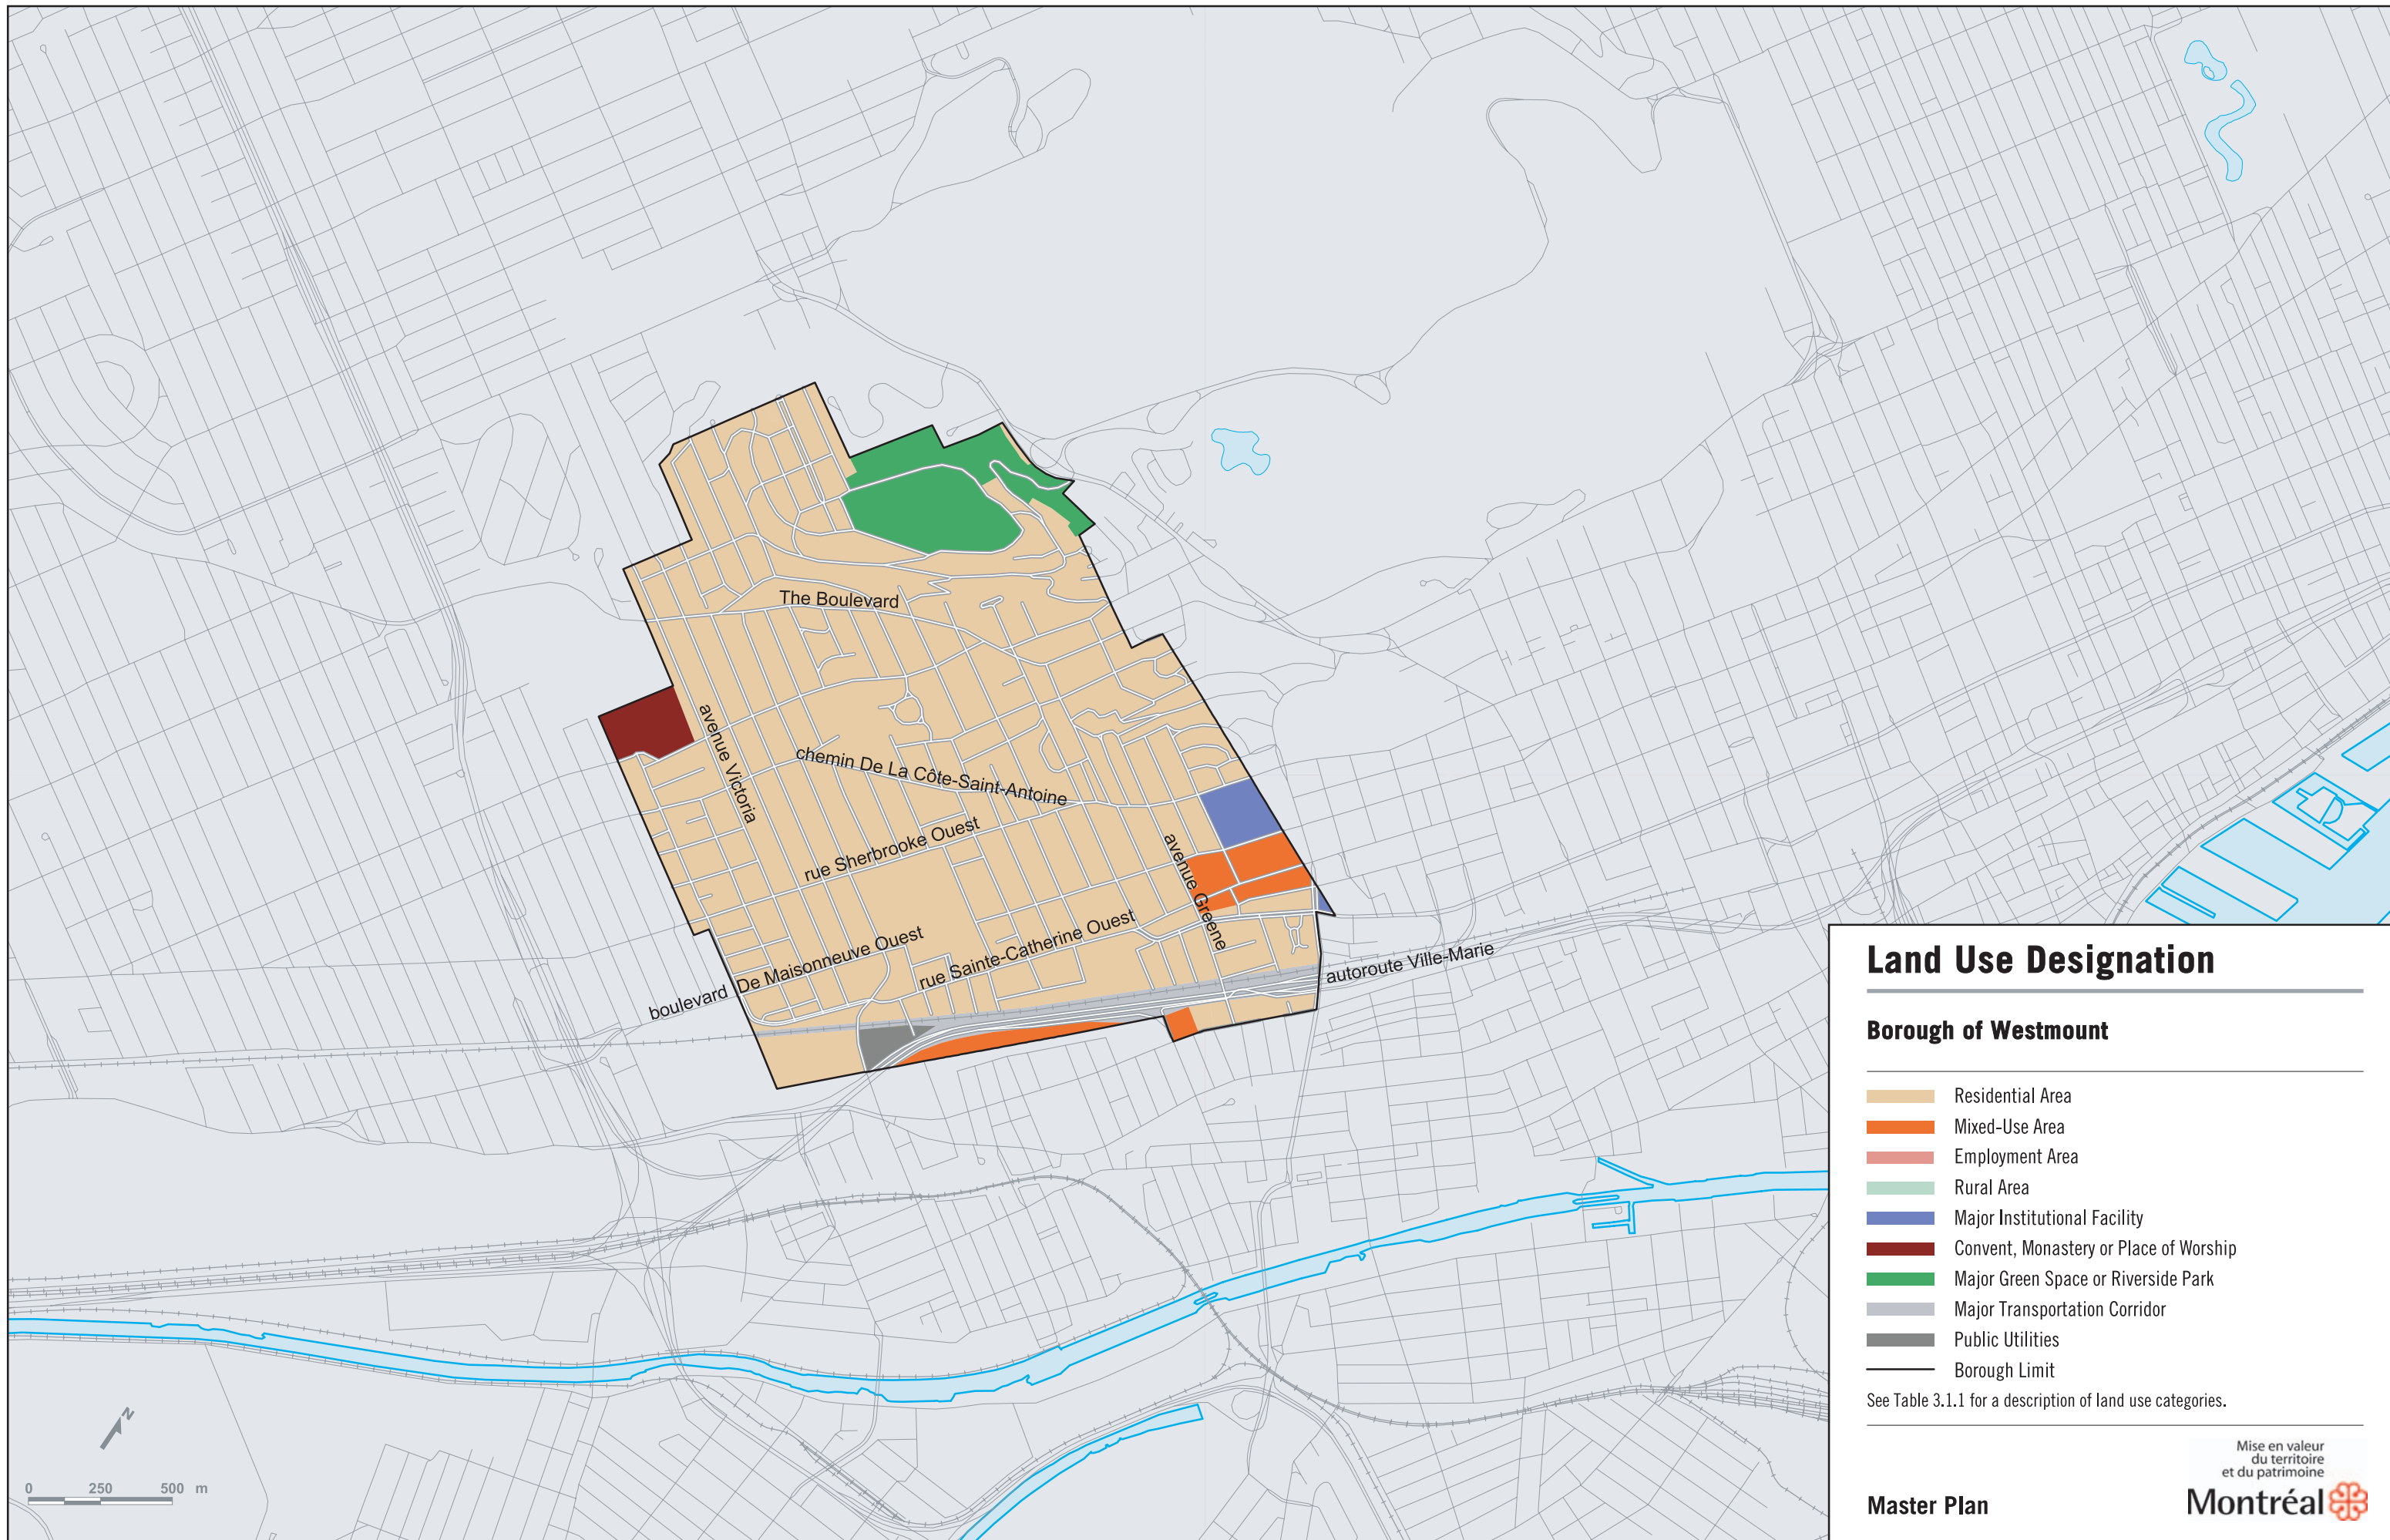 The Boulevard
avenue Victoria
chemin De La Côte-Saint-Antoine
rue Sherbrooke Ouest
avenue Greene
boulevard De Maisonneuve Ouest
rue Sainte-Catherine Ouest
autoroute Ville-Marie
Land Use Designation
Borough of Westmount
Residential Area
Mixed-Use Area
Employment Area
Rural Area
Major Institutional Facility
Convent, Monastery or Place of Worship
Major Green Space or Riverside Park
Major Transportation Corridor
Public Utilities
Borough Limit
See Table 3.1.1 for a description of land use categories.
N
0 250 500 m
Mise en valeur
du territoire
et du patrimoine
Master Plan
Montréal